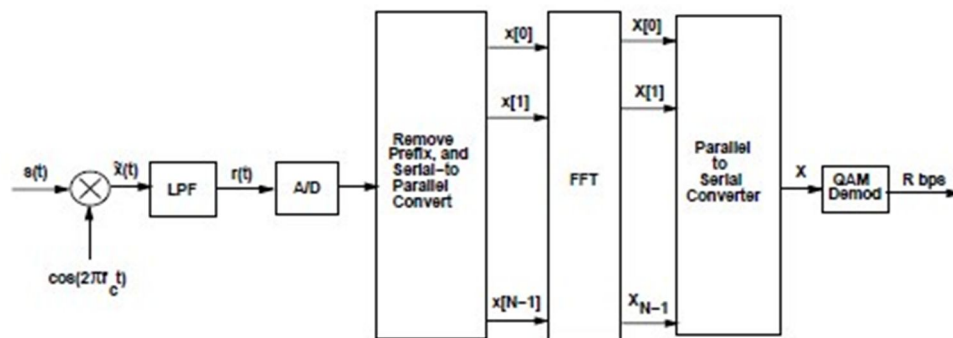 s(t)
x̃(t)
LPF
r(t)
A/D
cos(2πf_c t)
Remove
Prefix, and
Serial-to
Parallel
Convert
x[0]
x[1]
x[N-1]
FFT
X[0]
X[1]
X_N-1
Parallel
to
Serial
Converter
X
QAM
Demod
R bps